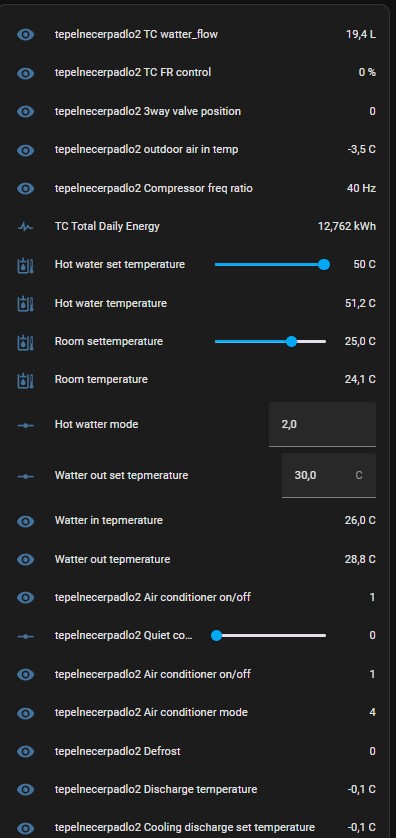 tepelnecerpadlo2 TC watter_flow 19,4 L
tepelnecerpadlo2 TC FR control 0 %
tepelnecerpadlo2 3way valve position 0
tepelnecerpadlo2 outdoor air in temp -3,5 C
tepelnecerpadlo2 Compressor freq ratio 40 Hz
TC Total Daily Energy 12,762 kWh
Hot water set temperature 50 C
Hot water temperature 51,2 C
Room settemperature 25,0 C
Room temperature 24,1 C
Hot watter mode 2,0
Watter out set tepmerature 30,0 C
Watter in tepmerature 26,0 C
Watter out tepmerature 28,8 C
tepelnecerpadlo2 Air conditioner on/off 1
tepelnecerpadlo2 Quiet co... 0
tepelnecerpadlo2 Air conditioner on/off 1
tepelnecerpadlo2 Air conditioner mode 4
tepelnecerpadlo2 Defrost 0
tepelnecerpadlo2 Discharge temperature -0,1 C
tepelnecerpadlo2 Cooling discharge set temperature -0,1 C